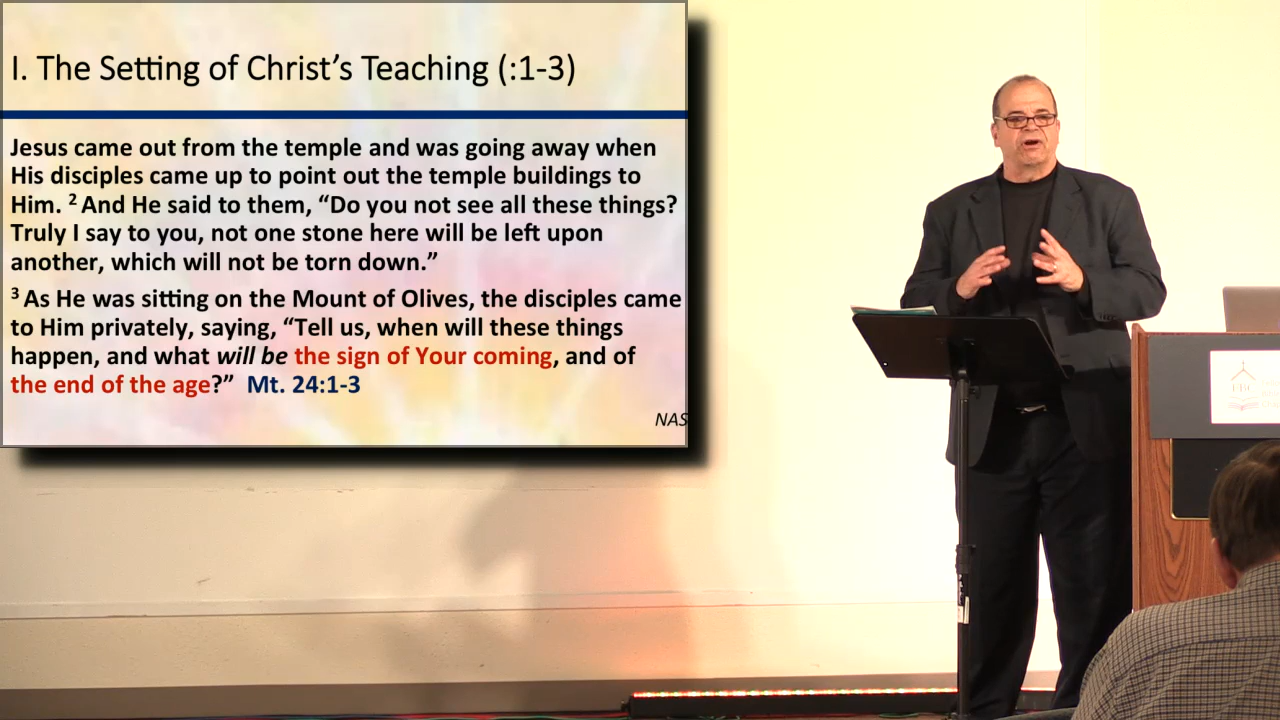 I. The Setting of Christ’s Teaching (:1-3)
Jesus came out from the temple and was going away when
His disciples came up to point out the temple buildings to
Him. 2 And He said to them, “Do you not see all these things?
Truly I say to you, not one stone here will be left upon
another, which will not be torn down.”
3 As He was sitting on the Mount of Olives, the disciples came
to Him privately, saying, “Tell us, when will these things
happen, and what will be the sign of Your coming, and of
the end of the age?” Mt. 24:1-3
NAS